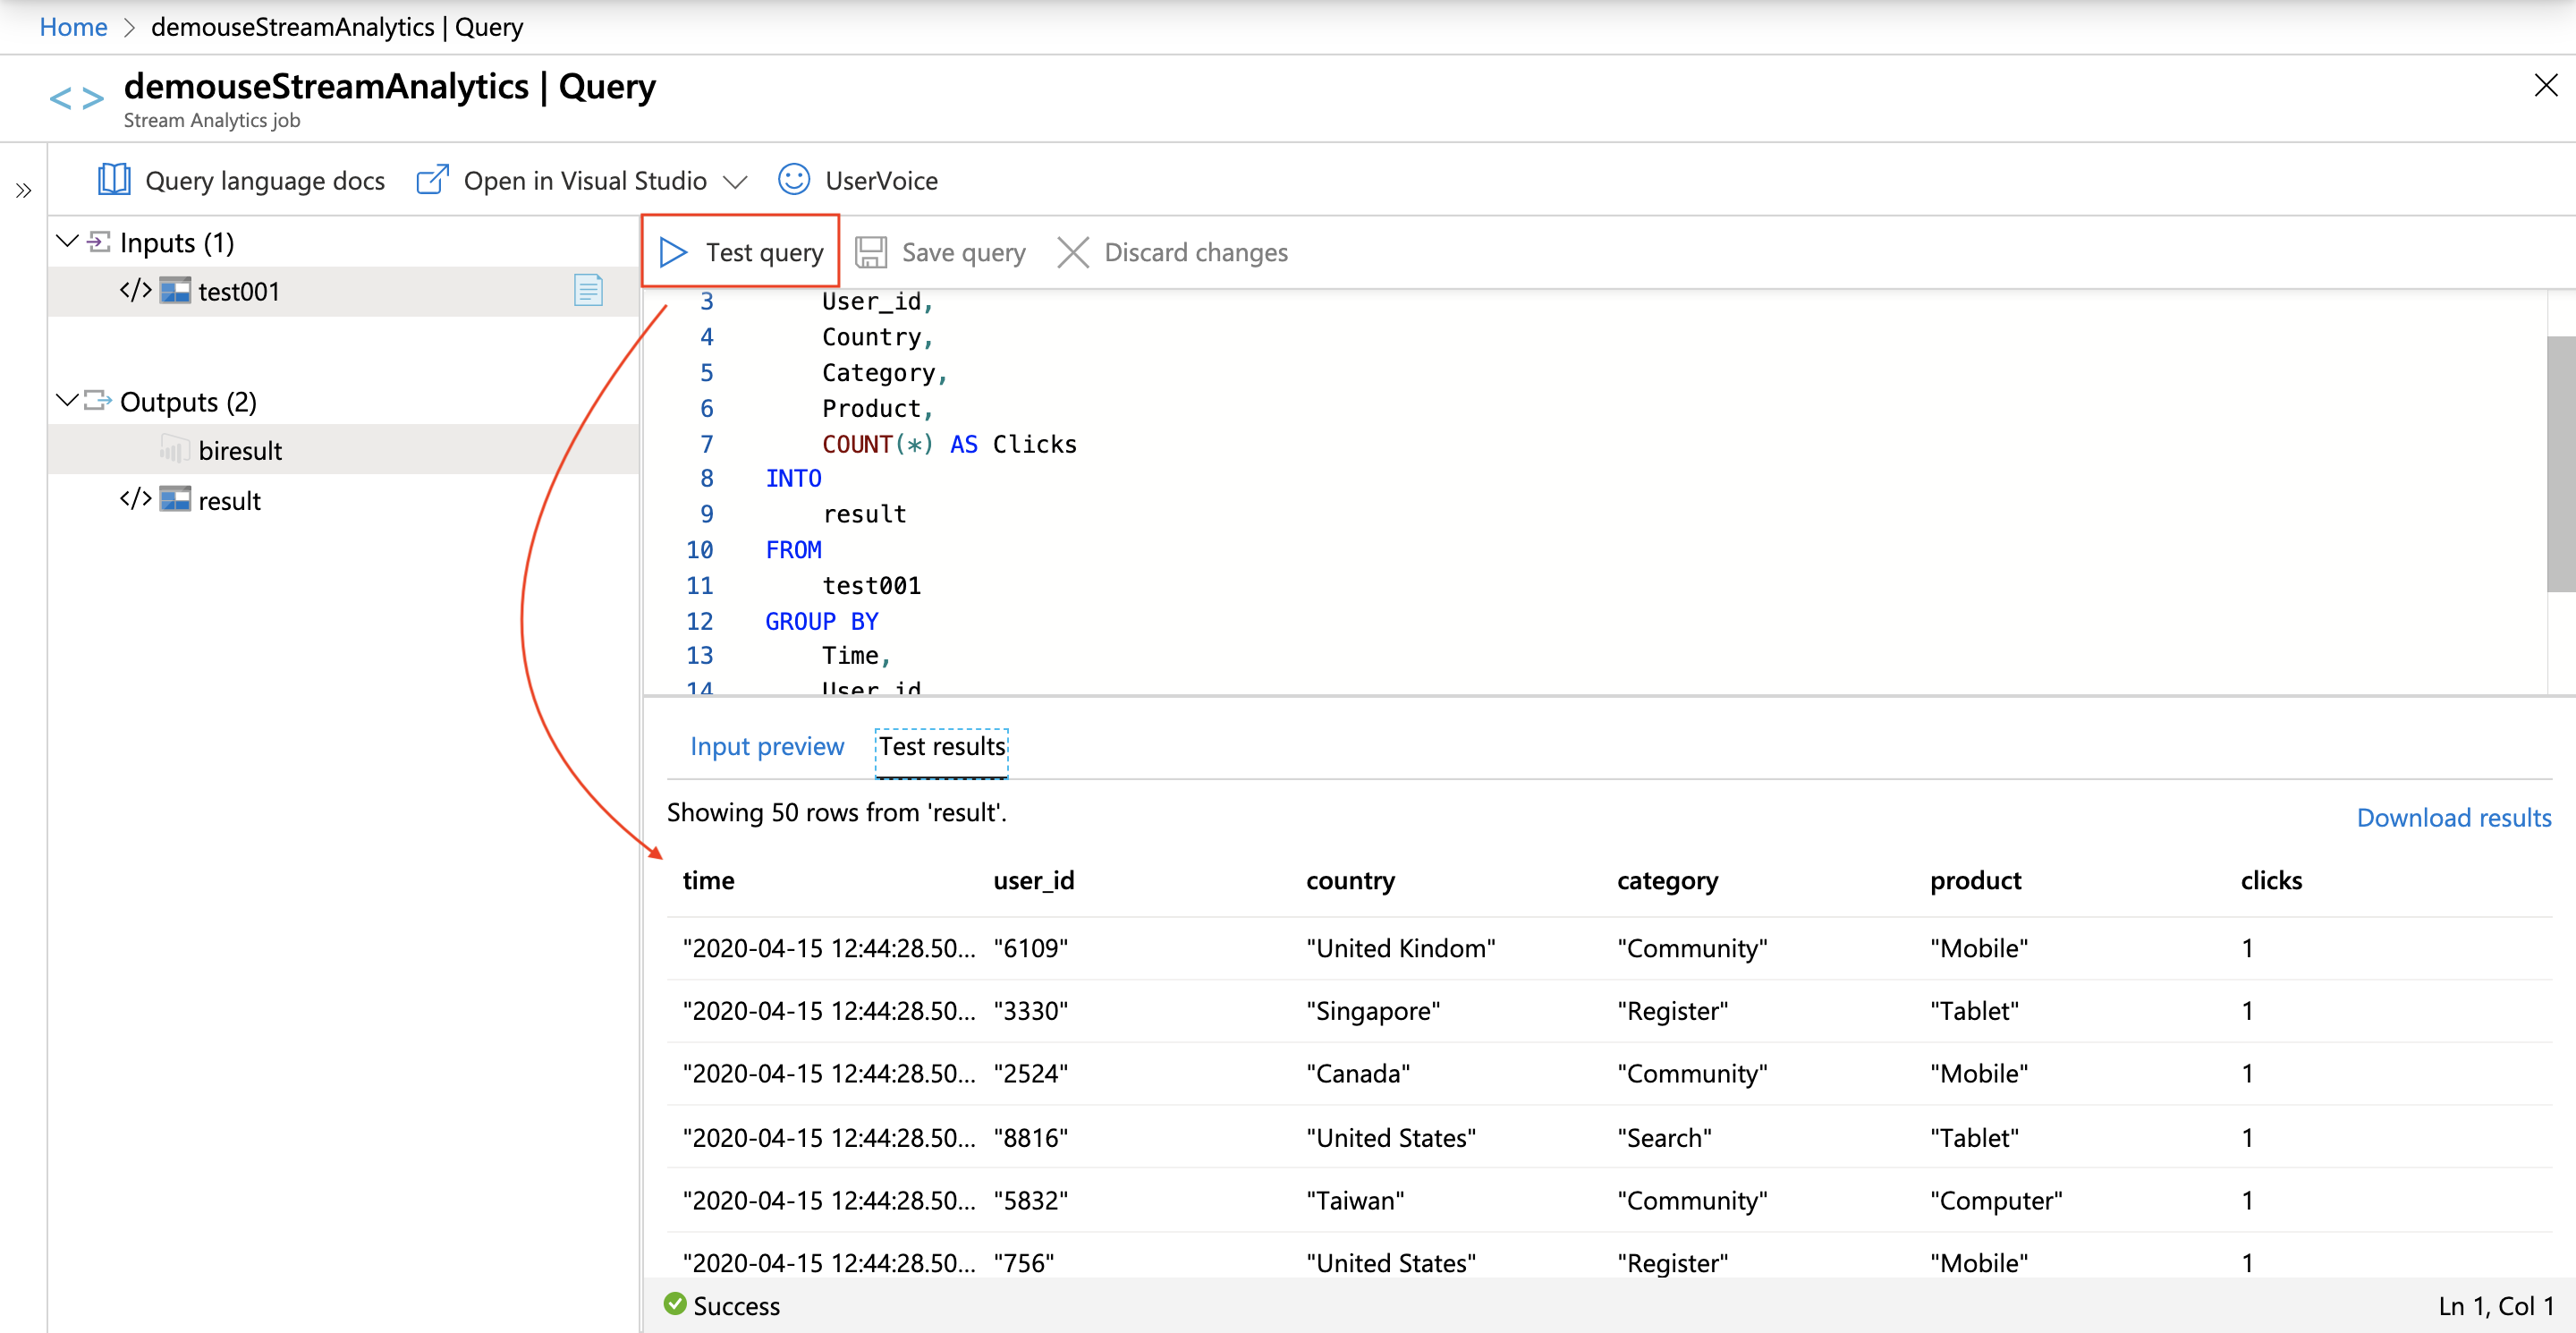 Home > demouseStreamAnalytics | Query
demouseStreamAnalytics | Query
Stream Analytics job
Query language docs Open in Visual Studio UserVoice
Inputs (1)
</> test001
Outputs (2)
biresult
</> result
Test query Save query Discard changes
3 User_id,
4 Country,
5 Category,
6 Product,
7 COUNT(*) AS Clicks
8 INTO
9 result
10 FROM
11 test001
12 GROUP BY
13 Time,
14 User_id
Input preview Test results
Showing 50 rows from 'result'.
Download results
time user_id country category product clicks
"2020-04-15 12:44:28.50... "6109" "United Kindom" "Community" "Mobile" 1
"2020-04-15 12:44:28.50... "3330" "Singapore" "Register" "Tablet" 1
"2020-04-15 12:44:28.50... "2524" "Canada" "Community" "Mobile" 1
"2020-04-15 12:44:28.50... "8816" "United States" "Search" "Tablet" 1
"2020-04-15 12:44:28.50... "5832" "Taiwan" "Community" "Computer" 1
"2020-04-15 12:44:28.50... "756" "United States" "Register" "Mobile" 1
Success
Ln 1, Col 1